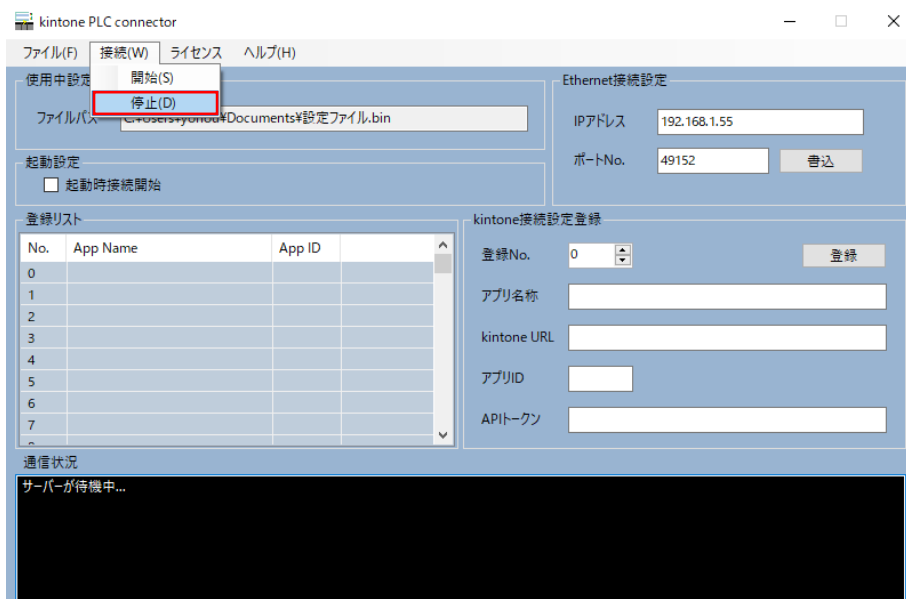 kintone PLC connector
ファイル(F) 接続(W) ライセンス ヘルプ(H)
開始(S)
停止(D)
使用中設定
ファイルパス C:¥Users¥yohou¥Documents¥設定ファイル.bin
Ethernet接続設定
IPアドレス 192.168.1.55
ポートNo. 49152 書込
起動設定
起動時接続開始
登録リスト
No. App Name App ID
0
1
2
3
4
5
6
7
kintone接続設定登録
登録No. 0 登録
アプリ名称
kintone URL
アプリID
APIトークン
通信状況
サーバーが待機中...